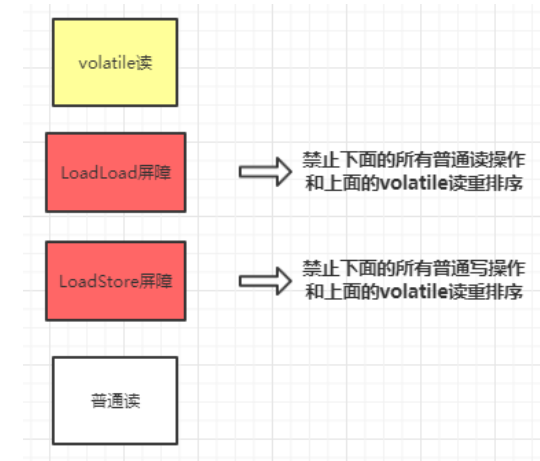 volatile读
LoadLoad屏障
禁止下面的所有普通读操作
和上面的volatile读重排序
LoadStore屏障
禁止下面的所有普通写操作
和上面的volatile读重排序
普通读